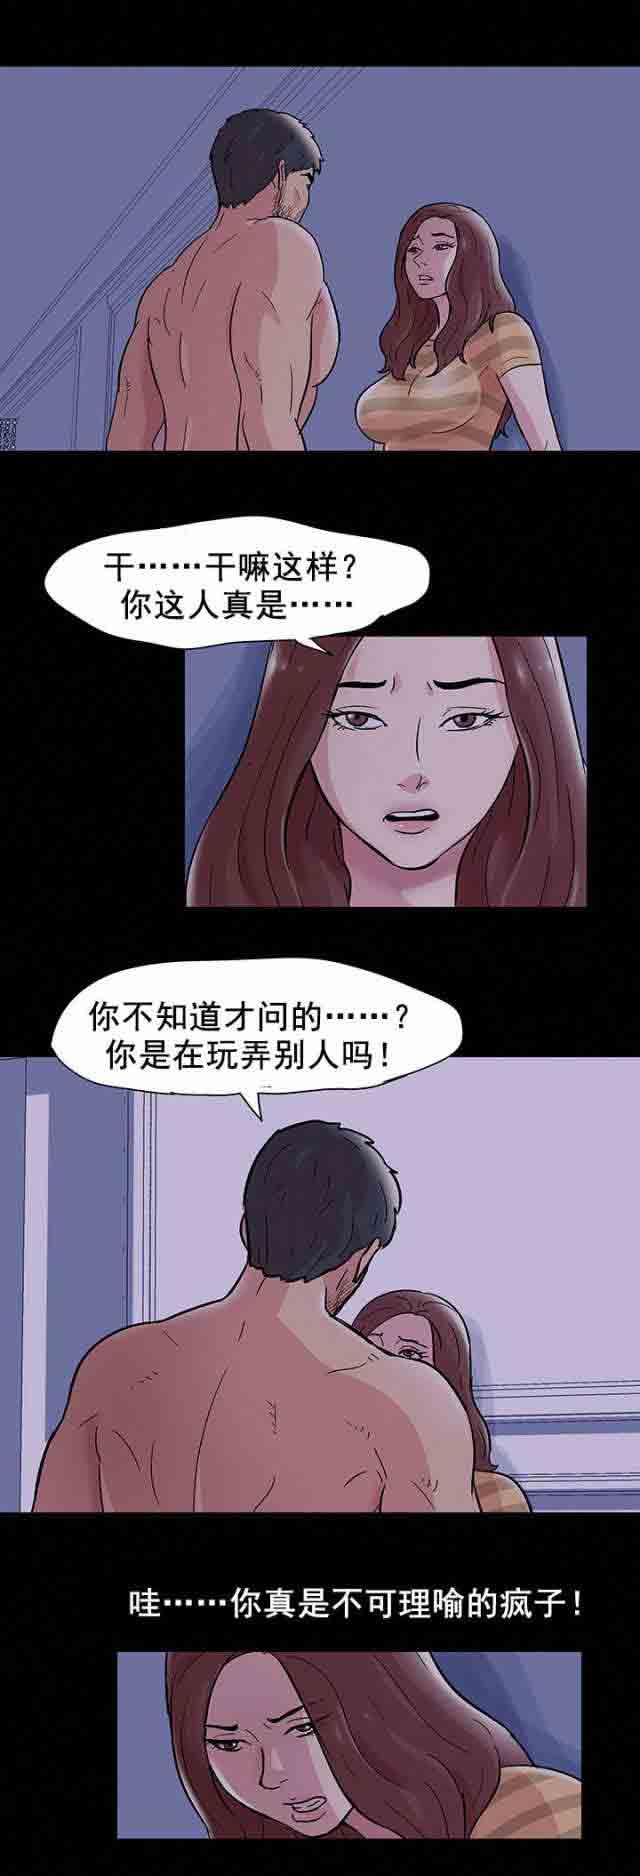 干……干嘛这样?
你这人真是……
你不知道才问的……?
你是在玩弄别人吗!
哇……你真是不可理喻的疯子!